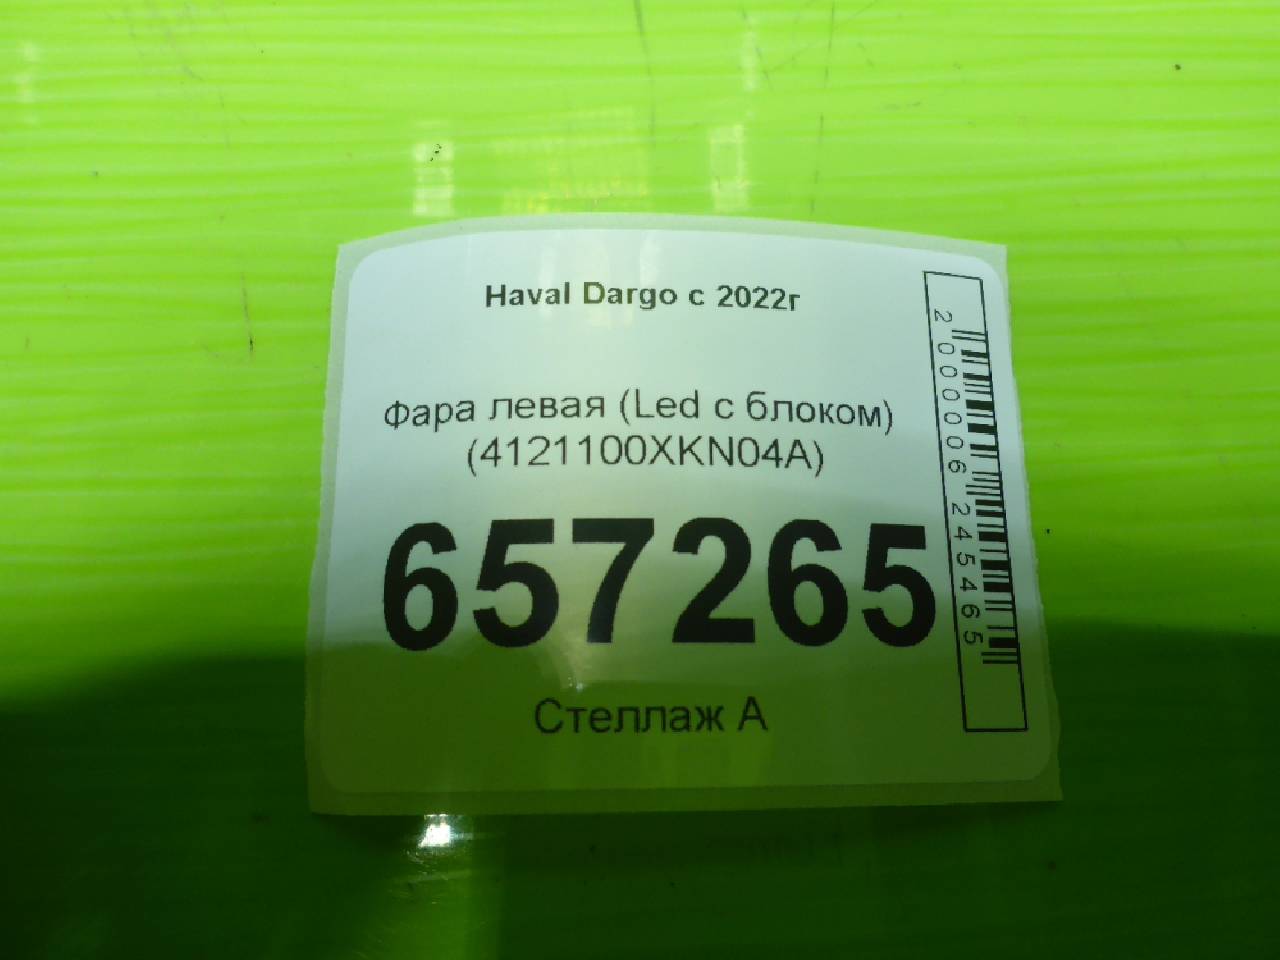 Haval Dargo с 2022г
Фара левая (Led с блоком)
(4121100XKN04A)
657265
Стеллаж А
2000006245465